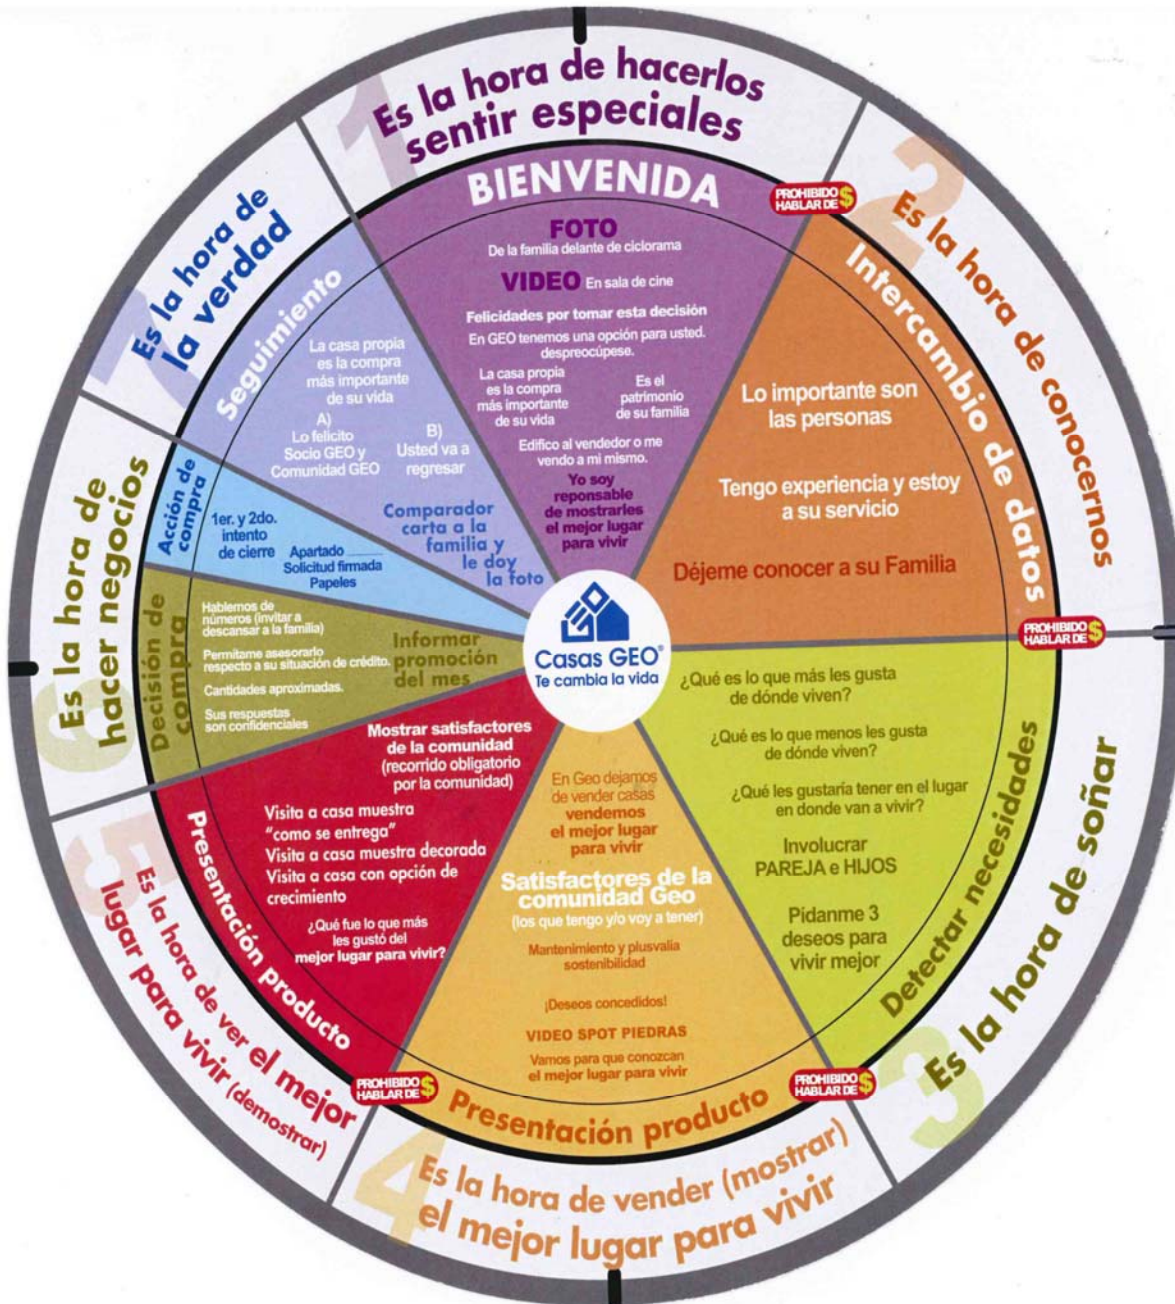 1
Es la hora de hacerlos
sentir especiales
BIENVENIDA
FOTO
De la familia delante de ciclorama
VIDEO En sala de cine
Felicidades por tomar esta decisión
En GEO tenemos una opción para usted.
despreocúpese.
La casa propia
es la compra
más importante
de su vida
Es el
patrimonio
de su familia
Edifico al vendedor o me
vendo a mi mismo.
Yo soy
reponsable
de mostrarles
el mejor lugar
para vivir
PROHIBIDO
HABLAR DE $
2
Es la hora de conocernos
Intercambio de datos
Lo importante son
las personas
Tengo experiencia y estoy
a su servicio
Déjeme conocer a su Familia
PROHIBIDO
HABLAR DE $
3
Es la hora de soñar
Detectar necesidades
¿Qué es lo que más les gusta
de dónde viven?
¿Qué es lo que menos les gusta
de dónde viven?
¿Qué les gustaría tener en el lugar
en donde van a vivir?
Involucrar
PAREJA e HIJOS
Pidanme 3
deseos para
vivir mejor
PROHIBIDO
HABLAR DE $
4
Es la hora de vender (mostrar)
el mejor lugar para vivir
Presentación producto
En Geo dejamos
de vender casas
vendemos
el mejor lugar
para vivir
Satisfactores de la
comunidad Geo
(los que tengo y/o voy a tener)
Mantenimiento y plusvalía
sostenibilidad
¡Deseos concedidos!
VIDEO SPOT PIEDRAS
Vamos para que conozcan
el mejor lugar para vivir
PROHIBIDO
HABLAR DE $
5
Es la hora de ver el mejor
lugar para vivir (demostrar)
Presentación producto
Mostrar satisfactores
de la comunidad
(recorrido obligatorio
por la comunidad)
Visita a casa muestra
"como se entrega"
Visita a casa muestra decorada
Visita a casa con opción de
crecimiento
¿Qué fue lo que más
les gustó del
mejor lugar para vivir?
6
Es la hora de
hacer negocios
Decisión de
compra
Hablemos de
números (invitar a
descansar a la familia)
Permítame asesorarlo
respecto a su situación de crédito.
Cantidades aproximadas.
Sus respuestas
son confidenciales
Informar
promoción
del mes
Acción de
compra
1er. y 2do.
intento
de cierre
Apartado ____
Solicitud firmada
Papeles
7
Es la hora de
la verdad
Seguimiento
La casa propia
es la compra
más importante
de su vida
A)
Lo felicito
Socio GEO y
Comunidad GEO
B)
Usted va a
regresar
Comparador
carta a la
familia y
le doy
la foto
Casas GEO®
Te cambia la vida